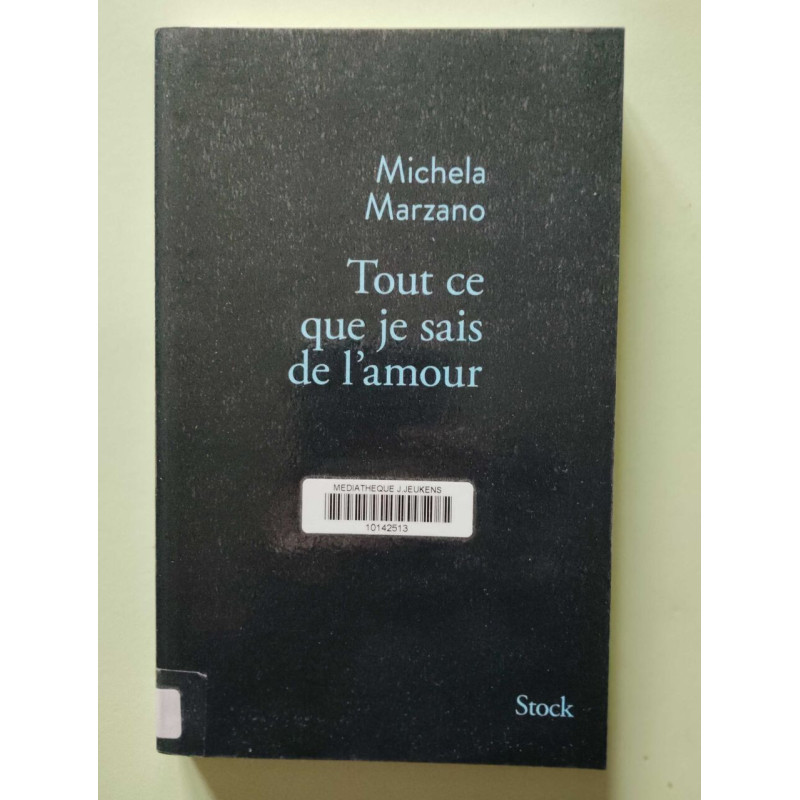 Michela
Marzano
Tout ce
que je sais
de l'amour
MEDIATHEQUE J.JEUKENS
10142513
Stock